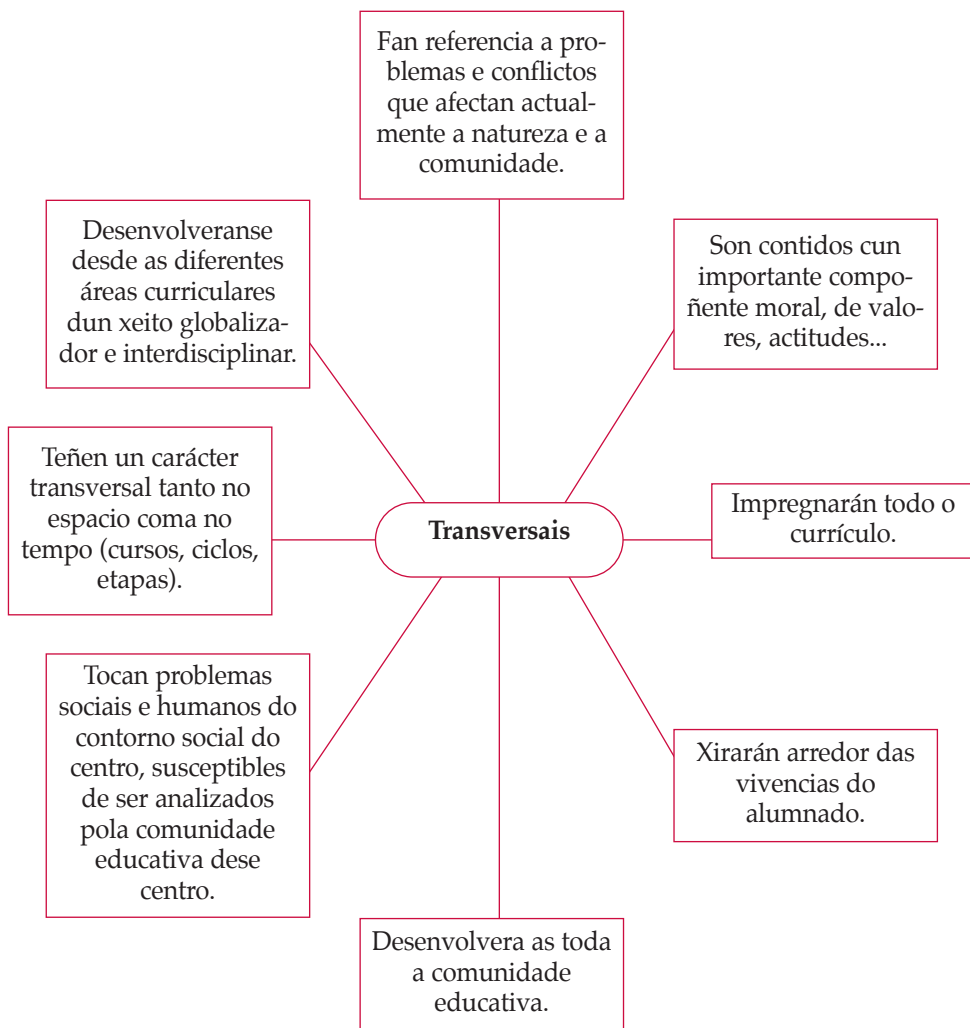 Fan referencia a pro-
blemas e conflictos
que afectan actual-
mente a natureza e a
comunidade.
Desenvolveranse
desde as diferentes
áreas curriculares
dun xeito globaliza-
dor e interdisciplinar.
Son contidos cun
importante compo-
ñente moral, de valo-
res, actitudes...
Teñen un carácter
transversal tanto no
espacio coma no
tempo (cursos, ciclos,
etapas).
Transversais
Impregnarán todo o
currículo.
Tocan problemas
sociais e humanos do
contorno social do
centro, susceptibles
de ser analizados
pola comunidade
educativa dese
centro.
Xirarán arredor das
vivencias do
alumnado.
Desenvolvera as toda
a comunidade
educativa.